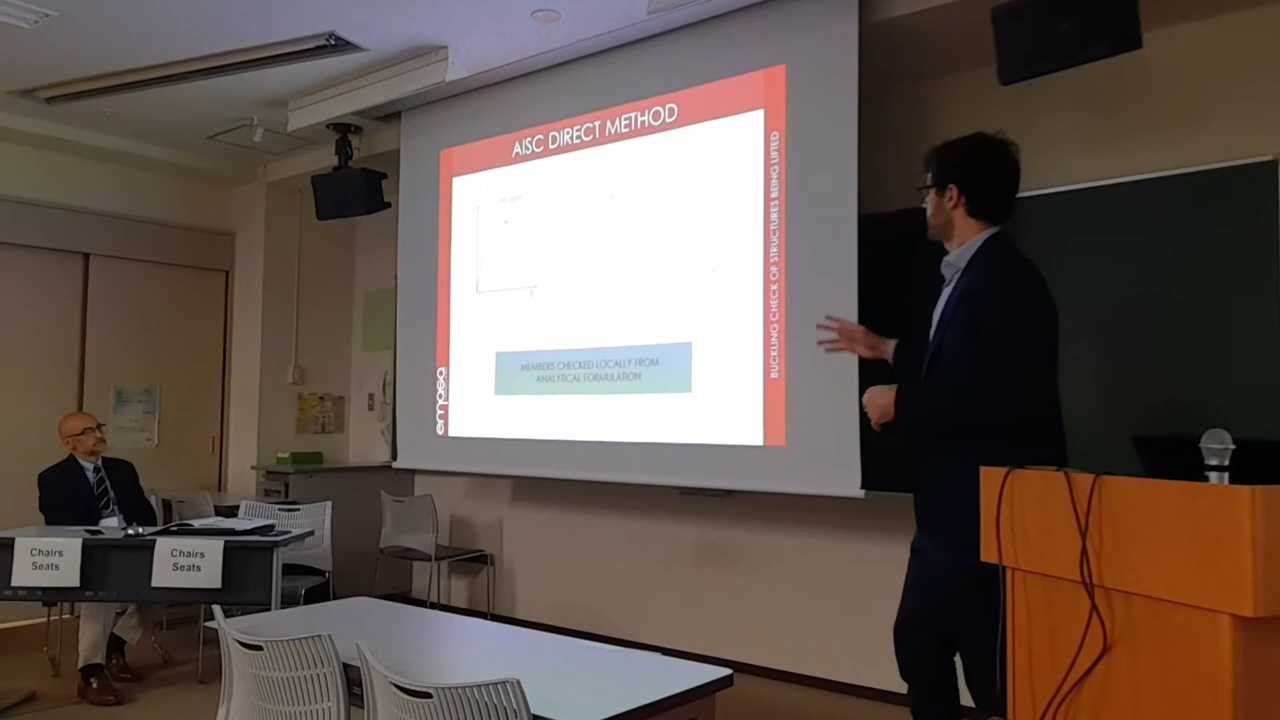 AISC DIRECT METHOD
MEMBERS CHECKED LOCALLY FROM
ANALYTICAL FORMULATION
BUCKLING CHECK OF STRUCTURES BEING LIFTED
empasa
Chairs
Seats
Chairs
Seats